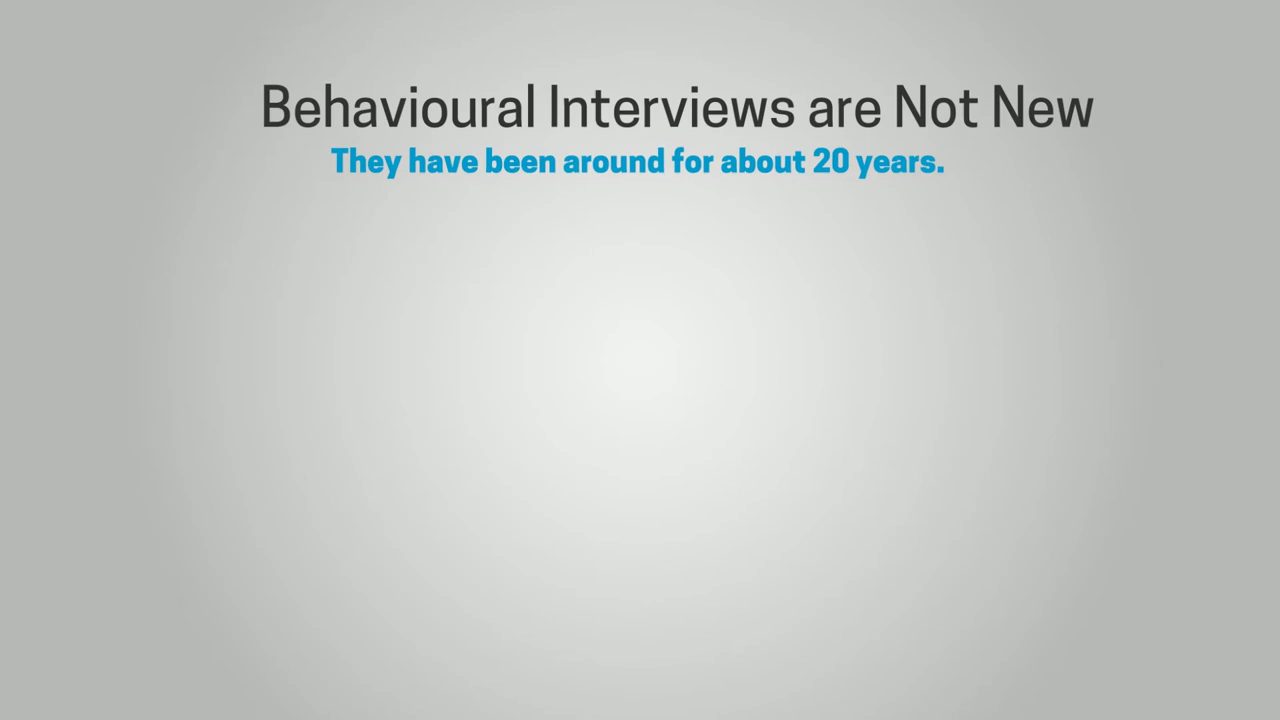 Behavioural Interviews are Not New
They have been around for about 20 years.